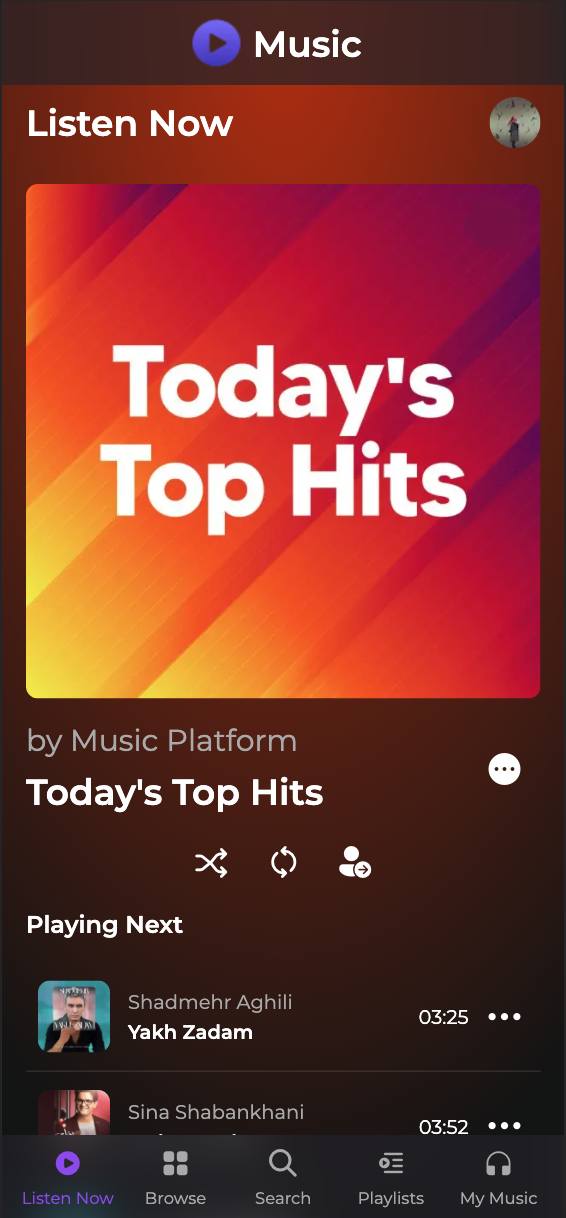 Music
Listen Now
Today's
Top Hits
by Music Platform
Today's Top Hits
Playing Next
Shadmehr Aghili
Yakh Zadam
03:25
Sina Shabankhani
03:52
Listen Now
Browse
Search
Playlists
My Music